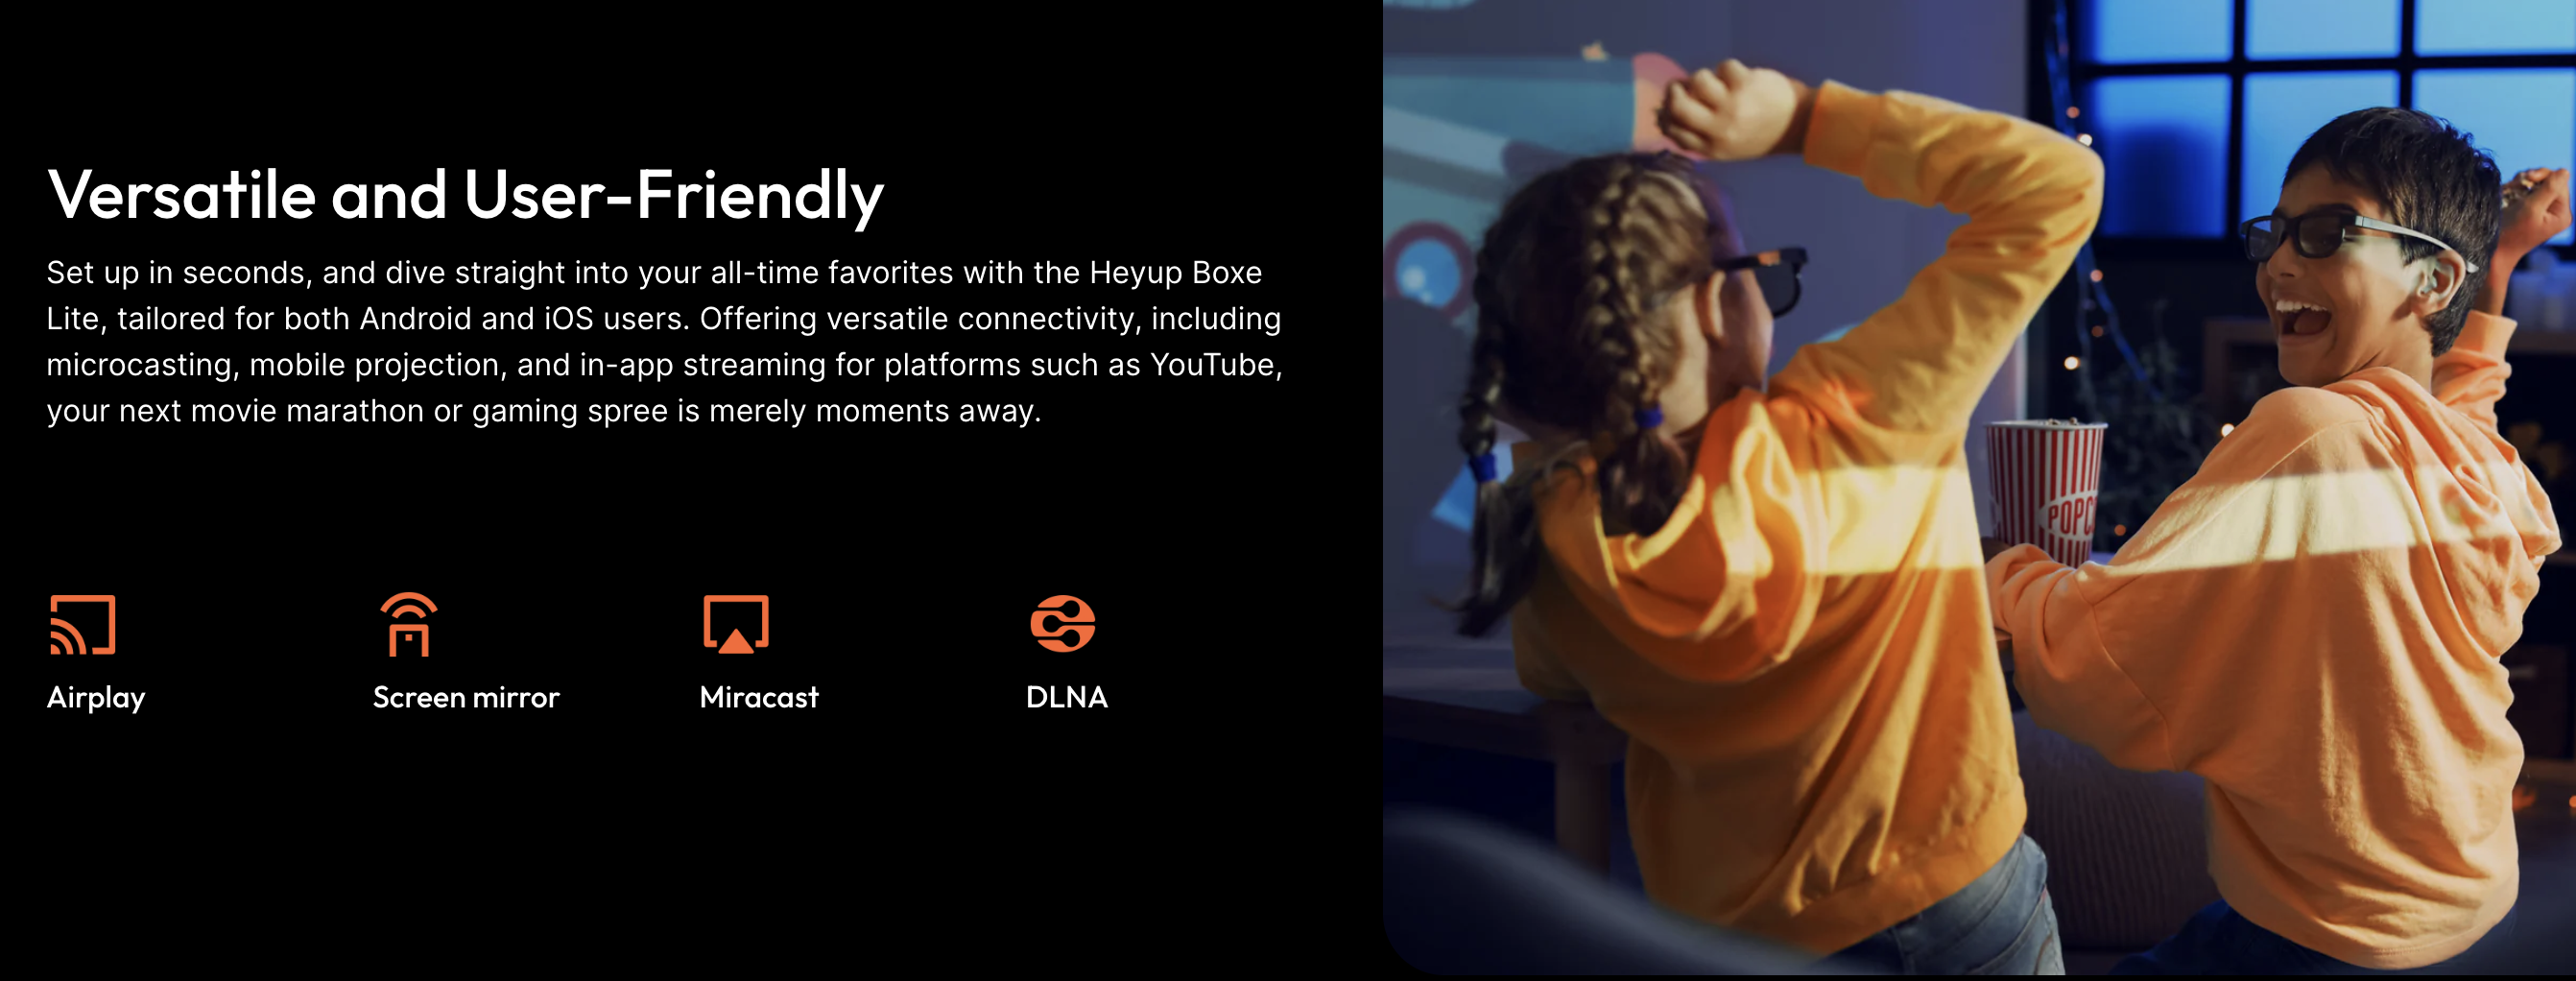 Versatile and User-Friendly
Set up in seconds, and dive straight into your all-time favorites with the Heyup Boxe
Lite, tailored for both Android and iOS users. Offering versatile connectivity, including
microcasting, mobile projection, and in-app streaming for platforms such as YouTube,
your next movie marathon or gaming spree is merely moments away.
Airplay
Screen mirror
Miracast
DLNA
POPC